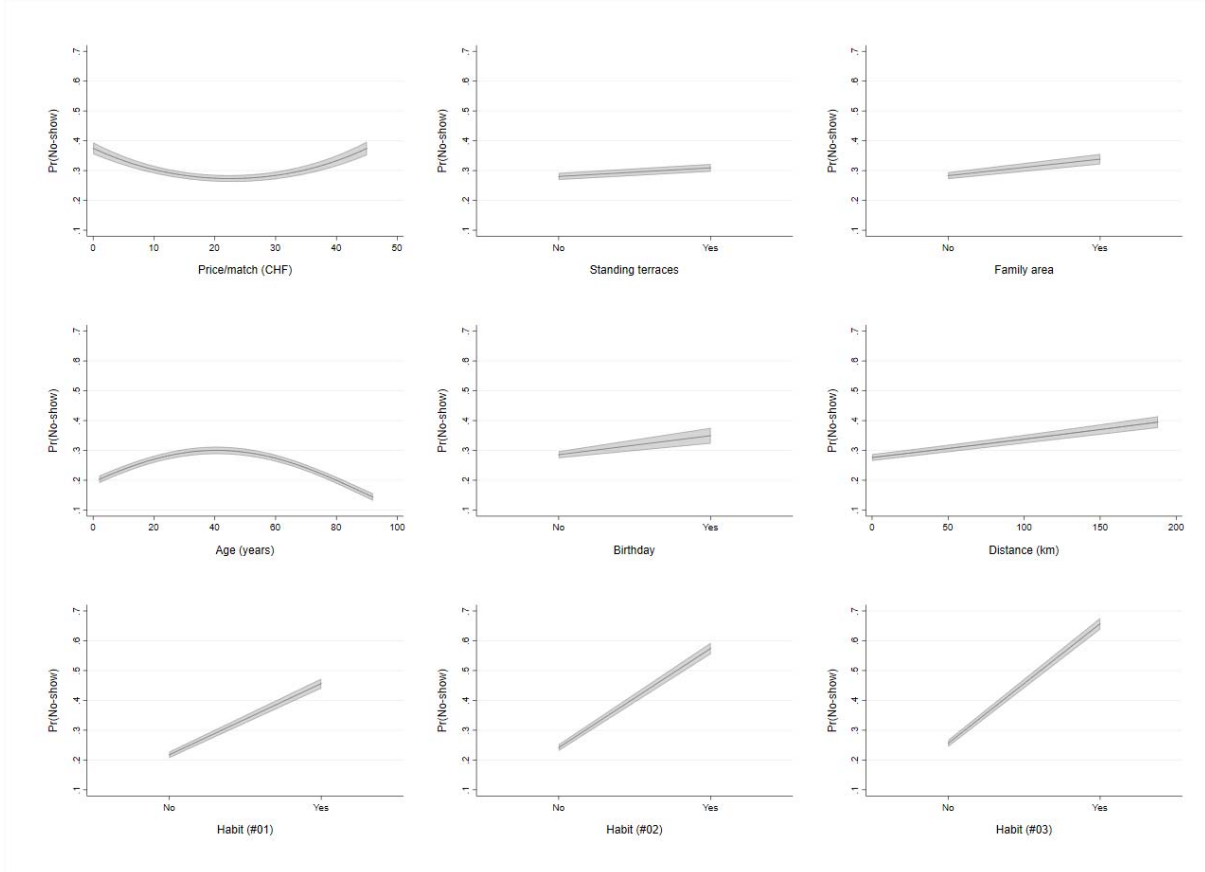 Pr(No-show)
.7
.6
.5
.4
.3
.2
.1
0 10 20 30 40 50
Price/match (CHF)
Pr(No-show)
.7
.6
.5
.4
.3
.2
.1
No Yes
Standing terraces
Pr(No-show)
.7
.6
.5
.4
.3
.2
.1
No Yes
Family area
Pr(No-show)
.7
.6
.5
.4
.3
.2
.1
0 20 40 60 80 100
Age (years)
Pr(No-show)
.7
.6
.5
.4
.3
.2
.1
No Yes
Birthday
Pr(No-show)
.7
.6
.5
.4
.3
.2
.1
0 50 100 150 200
Distance (km)
Pr(No-show)
.7
.6
.5
.4
.3
.2
.1
No Yes
Habit (#01)
Pr(No-show)
.7
.6
.5
.4
.3
.2
.1
No Yes
Habit (#02)
Pr(No-show)
.7
.6
.5
.4
.3
.2
.1
No Yes
Habit (#03)